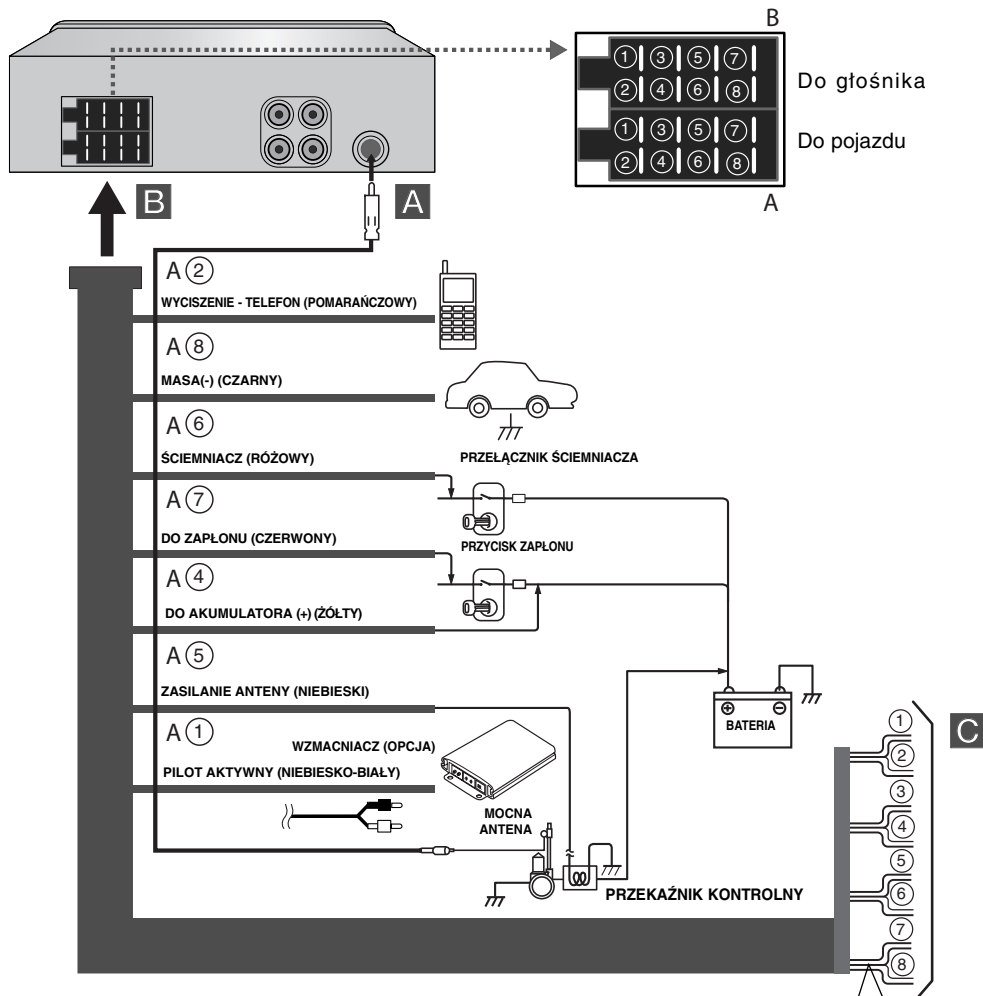 B
① ③ ⑤ ⑦
② ④ ⑥ ⑧
Do głośnika
① ③ ⑤ ⑦
② ④ ⑥ ⑧
Do pojazdu
A
B
A
A ②
WYCISZENIE - TELEFON (POMARAŃCZOWY)
A ⑧
MASA(-) (CZARNY)
A ⑥
ŚCIEMNIACZ (RÓŻOWY)
PRZEŁĄCZNIK ŚCIEMNIACZA
A ⑦
DO ZAPŁONU (CZERWONY)
PRZYCISK ZAPŁONU
A ④
DO AKUMULATORA (+) (ŻÓŁTY)
A ⑤
ZASILANIE ANTENY (NIEBIESKI)
BATERIA
A ①
WZMACNIACZ (OPCJA)
PILOT AKTYWNY (NIEBIESKO-BIAŁY)
MOCNA
ANTENA
PRZEKAŹNIK KONTROLNY
C
①
②
③
④
⑤
⑥
⑦
⑧